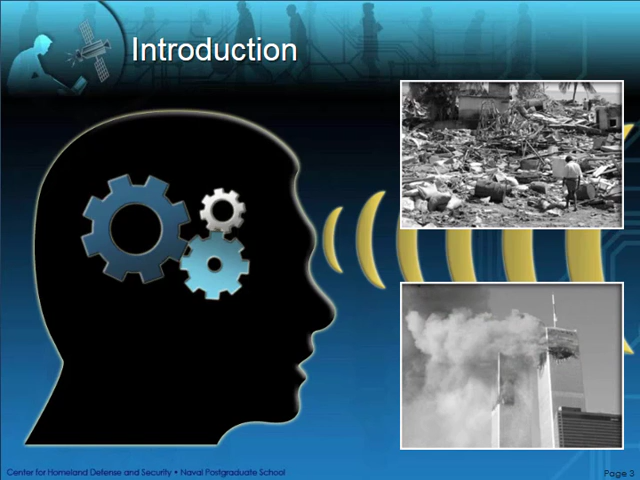 Introduction
Center for Homeland Defense and Security • Naval Postgraduate School
Page 3